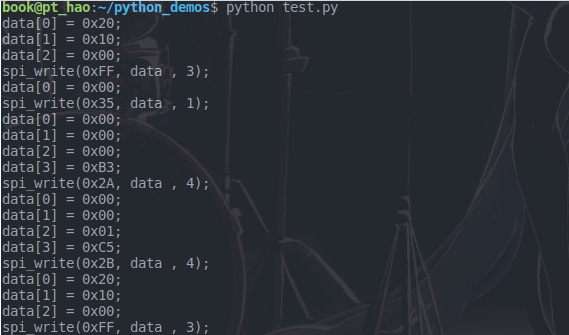 book@pt_hao:~/python_demos$ python test.py
data[0] = 0x20;
data[1] = 0x10;
data[2] = 0x00;
spi_write(0xFF, data , 3);
data[0] = 0x00;
spi_write(0x35, data , 1);
data[0] = 0x00;
data[1] = 0x00;
data[2] = 0x00;
data[3] = 0xB3;
spi_write(0x2A, data , 4);
data[0] = 0x00;
data[1] = 0x00;
data[2] = 0x01;
data[3] = 0xC5;
spi_write(0x2B, data , 4);
data[0] = 0x20;
data[1] = 0x10;
data[2] = 0x00;
spi_write(0xFF, data , 3);